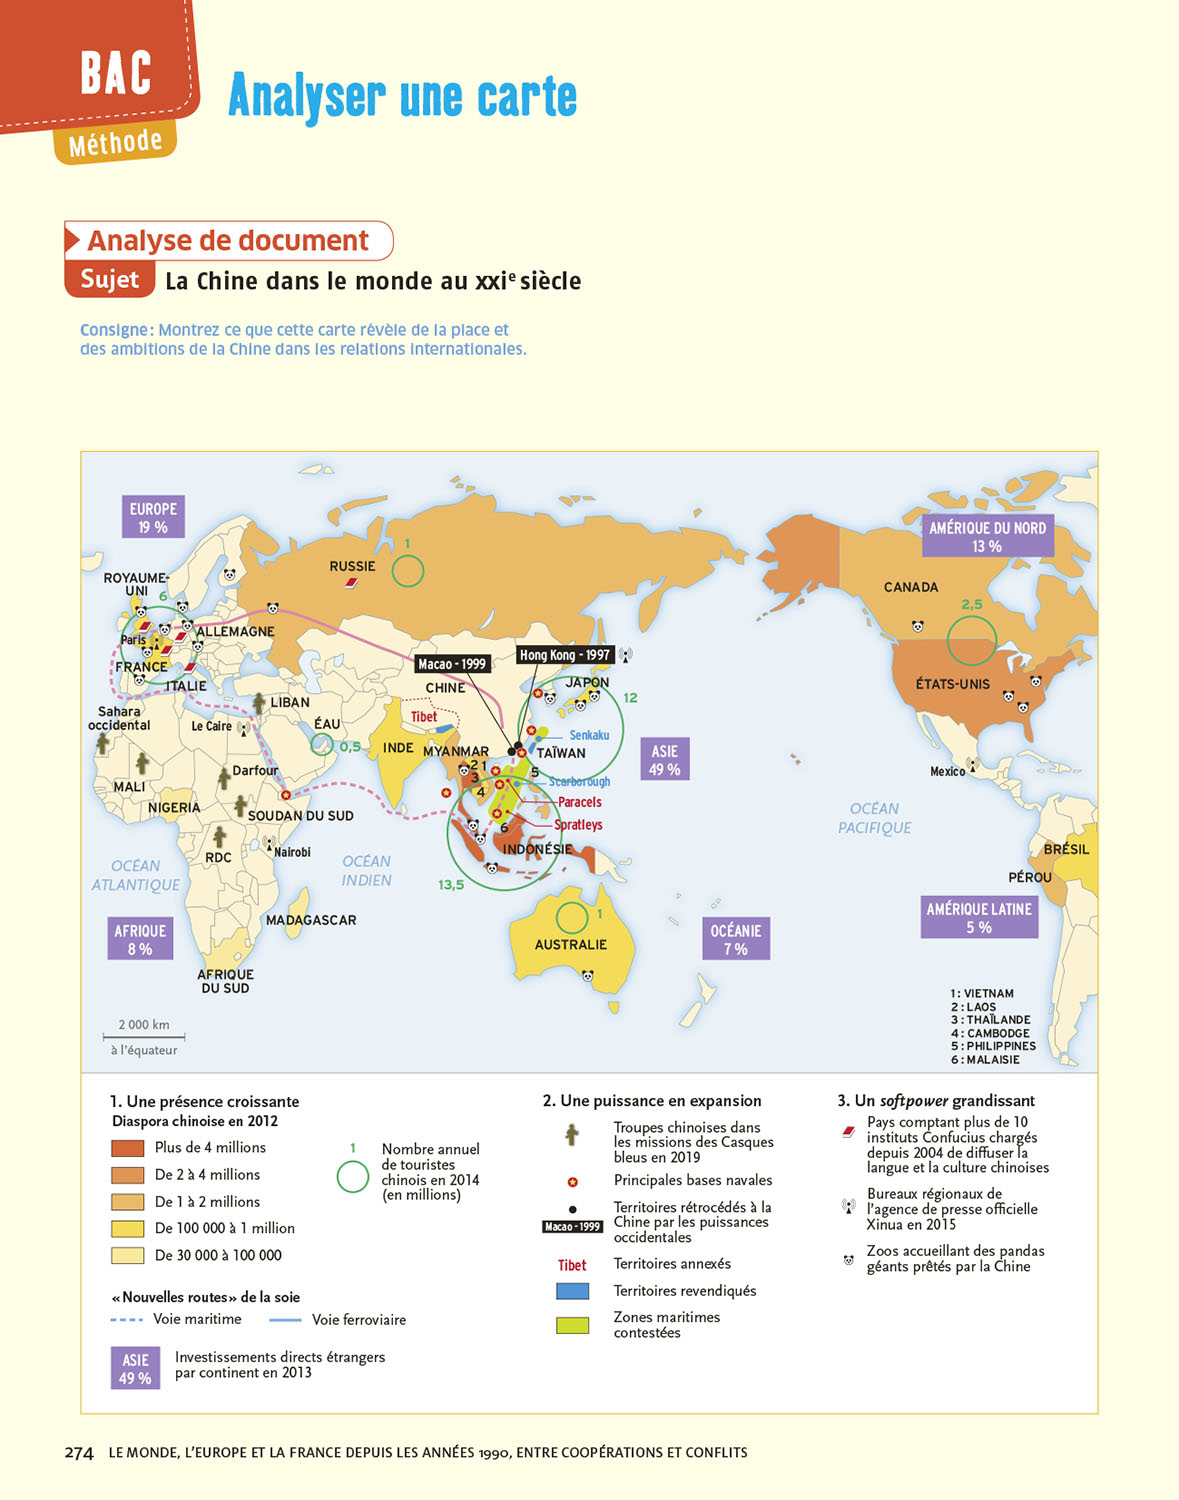 BAC
Méthode
Analyser une carte
Analyse de document
Sujet La Chine dans le monde au XXIe siècle
Consigne : Montrez ce que cette carte révèle de la place et
des ambitions de la Chine dans les relations internationales.
EUROPE
19 %
AMÉRIQUE DU NORD
13 %
1
RUSSIE
ROYAUME-
UNI
6
CANADA
2,5
Paris
ALLEMAGNE
FRANCE
ITALIE
Macao - 1999
Hong Kong - 1997
CHINE
JAPON
ÉTATS-UNIS
12
Sahara
occidental
LIBAN
Le Caire
ÉAU
0,5
Tibet
INDE
MYANMAR
TAÏWAN
Senkaku
ASIE
49 %
Mexico
MALI
Darfour
2 1
3
4
5
Scarborough
Paracels
NIGERIA
SOUDAN DU SUD
Spratleys
6
OCÉAN
PACIFIQUE
RDC
Nairobi
INDONÉSIE
BRÉSIL
OCÉAN
ATLANTIQUE
OCÉAN
INDIEN
13,5
PÉROU
MADAGASCAR
1
AUSTRALIE
AFRIQUE
8 %
OCÉANIE
7 %
AMÉRIQUE LATINE
5 %
AFRIQUE
DU SUD
2 000 km
à l'équateur
1 : VIETNAM
2 : LAOS
3 : THAÏLANDE
4 : CAMBODGE
5 : PHILIPPINES
6 : MALAISIE
1. Une présence croissante
Diaspora chinoise en 2012
Plus de 4 millions
De 2 à 4 millions
De 1 à 2 millions
De 100 000 à 1 million
De 30 000 à 100 000
1
Nombre annuel
de touristes
chinois en 2014
(en millions)
« Nouvelles routes » de la soie
Voie maritime
Voie ferroviaire
ASIE
49 %
Investissements directs étrangers
par continent en 2013
2. Une puissance en expansion
Troupes chinoises dans
les missions des Casques
bleus en 2019
Principales bases navales
Macao - 1999
Territoires rétrocédés à la
Chine par les puissances
occidentales
Tibet Territoires annexés
Territoires revendiqués
Zones maritimes
contestées
3. Un softpower grandissant
Pays comptant plus de 10
instituts Confucius chargés
depuis 2004 de diffuser la
langue et la culture chinoises
Bureaux régionaux de
l'agence de presse officielle
Xinua en 2015
Zoos accueillant des pandas
géants prêtés par la Chine
274 LE MONDE, L'EUROPE ET LA FRANCE DEPUIS LES ANNÉES 1990, ENTRE COOPÉRATIONS ET CONFLITS